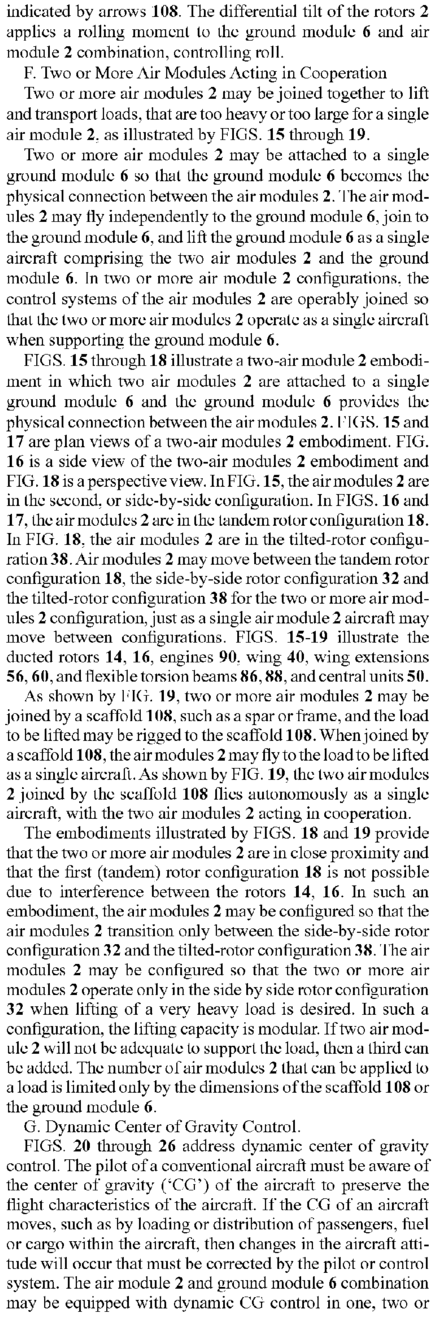 indicated by arrows 108. The differential tilt of the rotors 2
applies a rolling moment to the ground module 6 and air
module 2 combination, controlling roll.
F. Two or More Air Modules Acting in Cooperation
Two or more air modules 2 may be joined together to lift
and transport loads, that are too heavy or too large for a single
air module 2, as illustrated by FIGS. 15 through 19.
Two or more air modules 2 may be attached to a single
ground module 6 so that the ground module 6 becomes the
physical connection between the air modules 2. The air mod-
ules 2 may fly independently to the ground module 6, join to
the ground module 6, and lift the ground module 6 as a single
aircraft comprising the two air modules 2 and the ground
module 6. In two or more air module 2 configurations, the
control systems of the air modules 2 are operably joined so
that the two or more air modules 2 operate as a single aircraft
when supporting the ground module 6.
FIGS. 15 through 18 illustrate a two-air module 2 embodi-
ment in which two air modules 2 are attached to a single
ground module 6 and the ground module 6 provides the
physical connection between the air modules 2. FIGS. 15 and
17 are plan views of a two-air modules 2 embodiment. FIG.
16 is a side view of the two-air modules 2 embodiment and
FIG. 18 is a perspective view. In FIG. 15, the air modules 2 are
in the second, or side-by-side configuration. In FIGS. 16 and
17, the air modules 2 are in the tandem rotor configuration 18.
In FIG. 18, the air modules 2 are in the tilted-rotor configu-
ration 38. Air modules 2 may move between the tandem rotor
configuration 18, the side-by-side rotor configuration 32 and
the tilted-rotor configuration 38 for the two or more air mod-
ules 2 configuration, just as a single air module 2 aircraft may
move between configurations. FIGS. 15-19 illustrate the
ducted rotors 14, 16, engines 90, wing 40, wing extensions
56, 60, and flexible torsion beams 86, 88, and central units 50.
As shown by FIG. 19, two or more air modules 2 may be
joined by a scaffold 108, such as a spar or frame, and the load
to be lifted may be rigged to the scaffold 108. When joined by
a scaffold 108, the air modules 2 may fly to the load to be lifted
as a single aircraft. As shown by FIG. 19, the two air modules
2 joined by the scaffold 108 flies autonomously as a single
aircraft, with the two air modules 2 acting in cooperation.
The embodiments illustrated by FIGS. 18 and 19 provide
that the two or more air modules 2 are in close proximity and
that the first (tandem) rotor configuration 18 is not possible
due to interference between the rotors 14, 16. In such an
embodiment, the air modules 2 may be configured so that the
air modules 2 transition only between the side-by-side rotor
configuration 32 and the tilted-rotor configuration 38. The air
modules 2 may be configured so that the two or more air
modules 2 operate only in the side by side rotor configuration
32 when lifting of a very heavy load is desired. In such a
configuration, the lifting capacity is modular. If two air mod-
ule 2 will not be adequate to support the load, then a third can
be added. The number of air modules 2 that can be applied to
a load is limited only by the dimensions of the scaffold 108 or
the ground module 6.
G. Dynamic Center of Gravity Control.
FIGS. 20 through 26 address dynamic center of gravity
control. The pilot of a conventional aircraft must be aware of
the center of gravity (‘CG’) of the aircraft to preserve the
flight characteristics of the aircraft. If the CG of an aircraft
moves, such as by loading or distribution of passengers, fuel
or cargo within the aircraft, then changes in the aircraft atti-
tude will occur that must be corrected by the pilot or control
system. The air module 2 and ground module 6 combination
may be equipped with dynamic CG control in one, two or